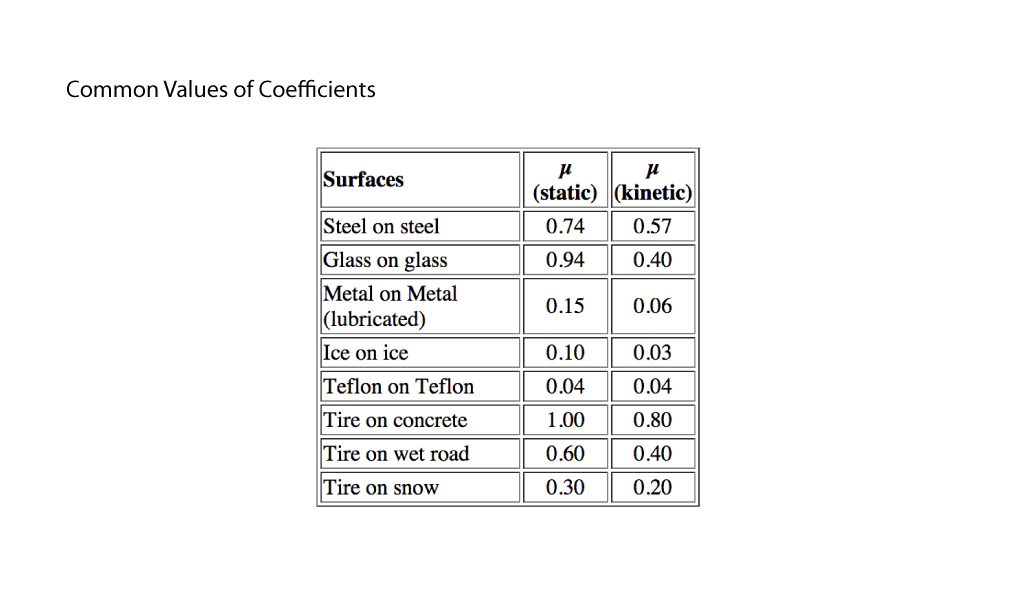 Common Values of Coefficients
Surfaces μ (static) μ (kinetic)
Steel on steel 0.74 0.57
Glass on glass 0.94 0.40
Metal on Metal (lubricated) 0.15 0.06
Ice on ice 0.10 0.03
Teflon on Teflon 0.04 0.04
Tire on concrete 1.00 0.80
Tire on wet road 0.60 0.40
Tire on snow 0.30 0.20